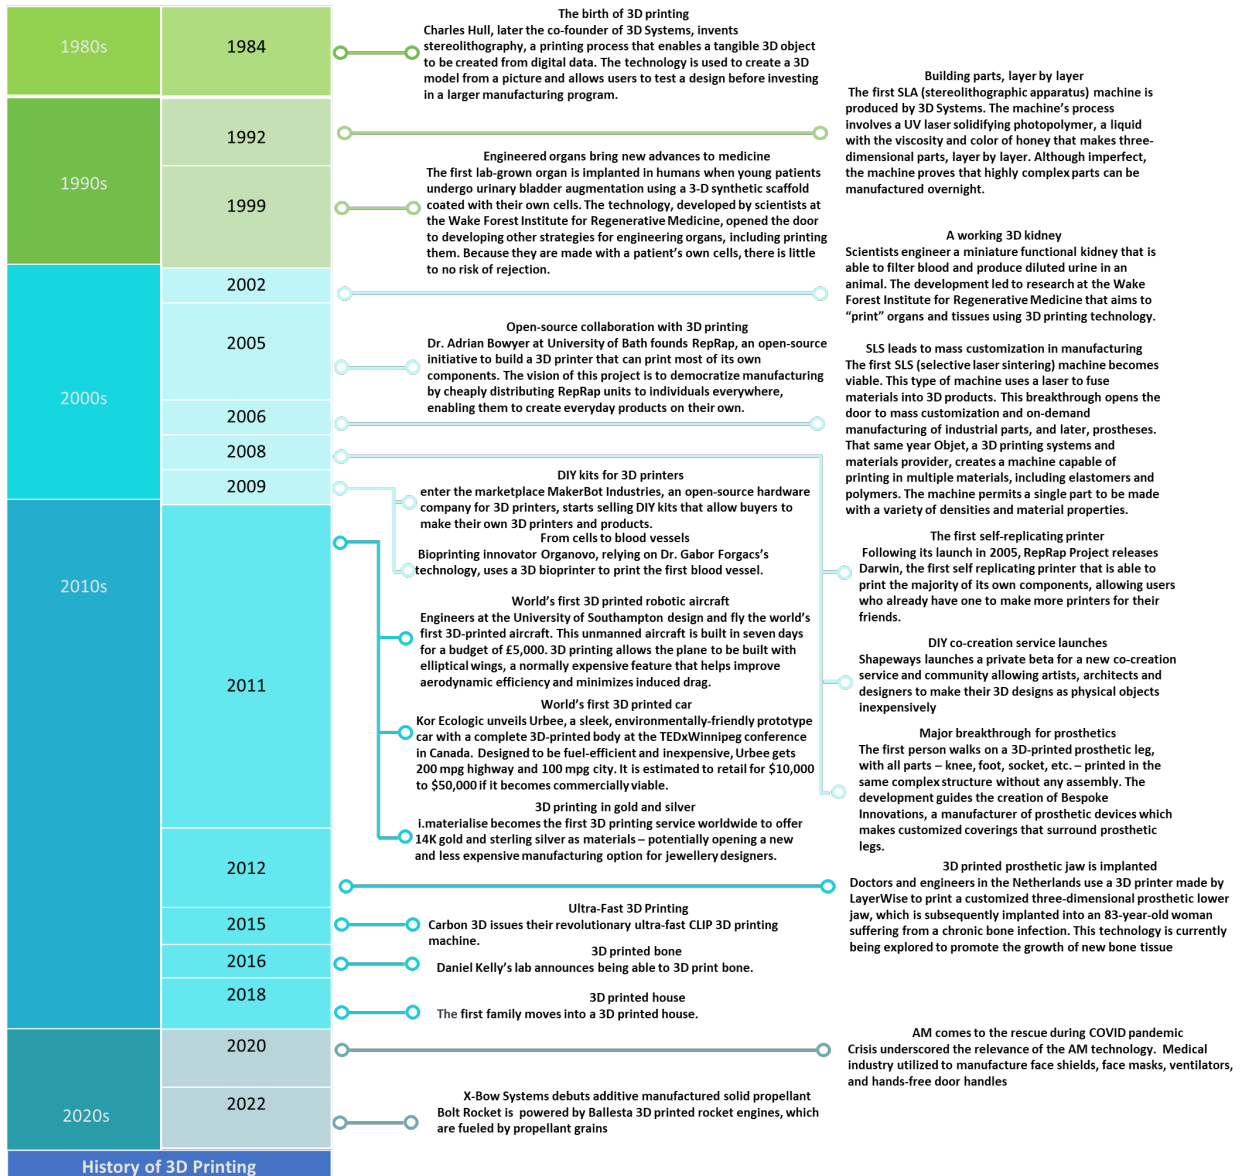 1980s
1984
The birth of 3D printing
Charles Hull, later the co-founder of 3D Systems, invents
stereolithography, a printing process that enables a tangible 3D object
to be created from digital data. The technology is used to create a 3D
model from a picture and allows users to test a design before investing
in a larger manufacturing program.
1990s
1992
Building parts, layer by layer
The first SLA (stereolithographic apparatus) machine is
produced by 3D Systems. The machine's process
involves a UV laser solidifying photopolymer, a liquid
with the viscosity and color of honey that makes three-
dimensional parts, layer by layer. Although imperfect,
the machine proves that highly complex parts can be
manufactured overnight.
1999
Engineered organs bring new advances to medicine
The first lab-grown organ is implanted in humans when young patients
undergo urinary bladder augmentation using a 3-D synthetic scaffold
coated with their own cells. The technology, developed by scientists at
the Wake Forest Institute for Regenerative Medicine, opened the door
to developing other strategies for engineering organs, including printing
them. Because they are made with a patient's own cells, there is little
to no risk of rejection.
2000s
2002
A working 3D kidney
Scientists engineer a miniature functional kidney that is
able to filter blood and produce diluted urine in an
animal. The development led to research at the Wake
Forest Institute for Regenerative Medicine that aims to
“print” organs and tissues using 3D printing technology.
2005
Open-source collaboration with 3D printing
Dr. Adrian Bowyer at University of Bath founds RepRap, an open-source
initiative to build a 3D printer that can print most of its own
components. The vision of this project is to democratize manufacturing
by cheaply distributing RepRap units to individuals everywhere,
enabling them to create everyday products on their own.
2006
SLS leads to mass customization in manufacturing
The first SLS (selective laser sintering) machine becomes
viable. This type of machine uses a laser to fuse
materials into 3D products. This breakthrough opens the
door to mass customization and on-demand
manufacturing of industrial parts, and later, prostheses.
That same year Objet, a 3D printing systems and
materials provider, creates a machine capable of
printing in multiple materials, including elastomers and
polymers. The machine permits a single part to be made
with a variety of densities and material properties.
2008
The first self-replicating printer
Following its launch in 2005, RepRap Project releases
Darwin, the first self replicating printer that is able to
print the majority of its own components, allowing users
who already have one to make more printers for their
friends.
DIY co-creation service launches
Shapeways launches a private beta for a new co-creation
service and community allowing artists, architects and
designers to make their 3D designs as physical objects
inexpensively
Major breakthrough for prosthetics
The first person walks on a 3D-printed prosthetic leg,
with all parts – knee, foot, socket, etc. – printed in the
same complex structure without any assembly. The
development guides the creation of Bespoke
Innovations, a manufacturer of prosthetic devices which
makes customized coverings that surround prosthetic
legs.
2009
DIY kits for 3D printers
enter the marketplace MakerBot Industries, an open-source hardware
company for 3D printers, starts selling DIY kits that allow buyers to
make their own 3D printers and products.
From cells to blood vessels
Bioprinting innovator Organovo, relying on Dr. Gabor Forgacs's
technology, uses a 3D bioprinter to print the first blood vessel.
2010s
2011
World's first 3D printed robotic aircraft
Engineers at the University of Southampton design and fly the world's
first 3D-printed aircraft. This unmanned aircraft is built in seven days
for a budget of £5,000. 3D printing allows the plane to be built with
elliptical wings, a normally expensive feature that helps improve
aerodynamic efficiency and minimizes induced drag.
World's first 3D printed car
Kor Ecologic unveils Urbee, a sleek, environmentally-friendly prototype
car with a complete 3D-printed body at the TEDxWinnipeg conference
in Canada. Designed to be fuel-efficient and inexpensive, Urbee gets
200 mpg highway and 100 mpg city. It is estimated to retail for $10,000
to $50,000 if it becomes commercially viable.
3D printing in gold and silver
i.materialise becomes the first 3D printing service worldwide to offer
14K gold and sterling silver as materials – potentially opening a new
and less expensive manufacturing option for jewellery designers.
2012
3D printed prosthetic jaw is implanted
Doctors and engineers in the Netherlands use a 3D printer made by
LayerWise to print a customized three-dimensional prosthetic lower
jaw, which is subsequently implanted into an 83-year-old woman
suffering from a chronic bone infection. This technology is currently
being explored to promote the growth of new bone tissue
2015
Ultra-Fast 3D Printing
Carbon 3D issues their revolutionary ultra-fast CLIP 3D printing
machine.
2016
3D printed bone
Daniel Kelly's lab announces being able to 3D print bone.
2018
3D printed house
The first family moves into a 3D printed house.
2020s
2020
AM comes to the rescue during COVID pandemic
Crisis underscored the relevance of the AM technology. Medical
industry utilized to manufacture face shields, face masks, ventilators,
and hands-free door handles
2022
X-Bow Systems debuts additive manufactured solid propellant
Bolt Rocket is powered by Ballesta 3D printed rocket engines, which
are fueled by propellant grains
History of 3D Printing